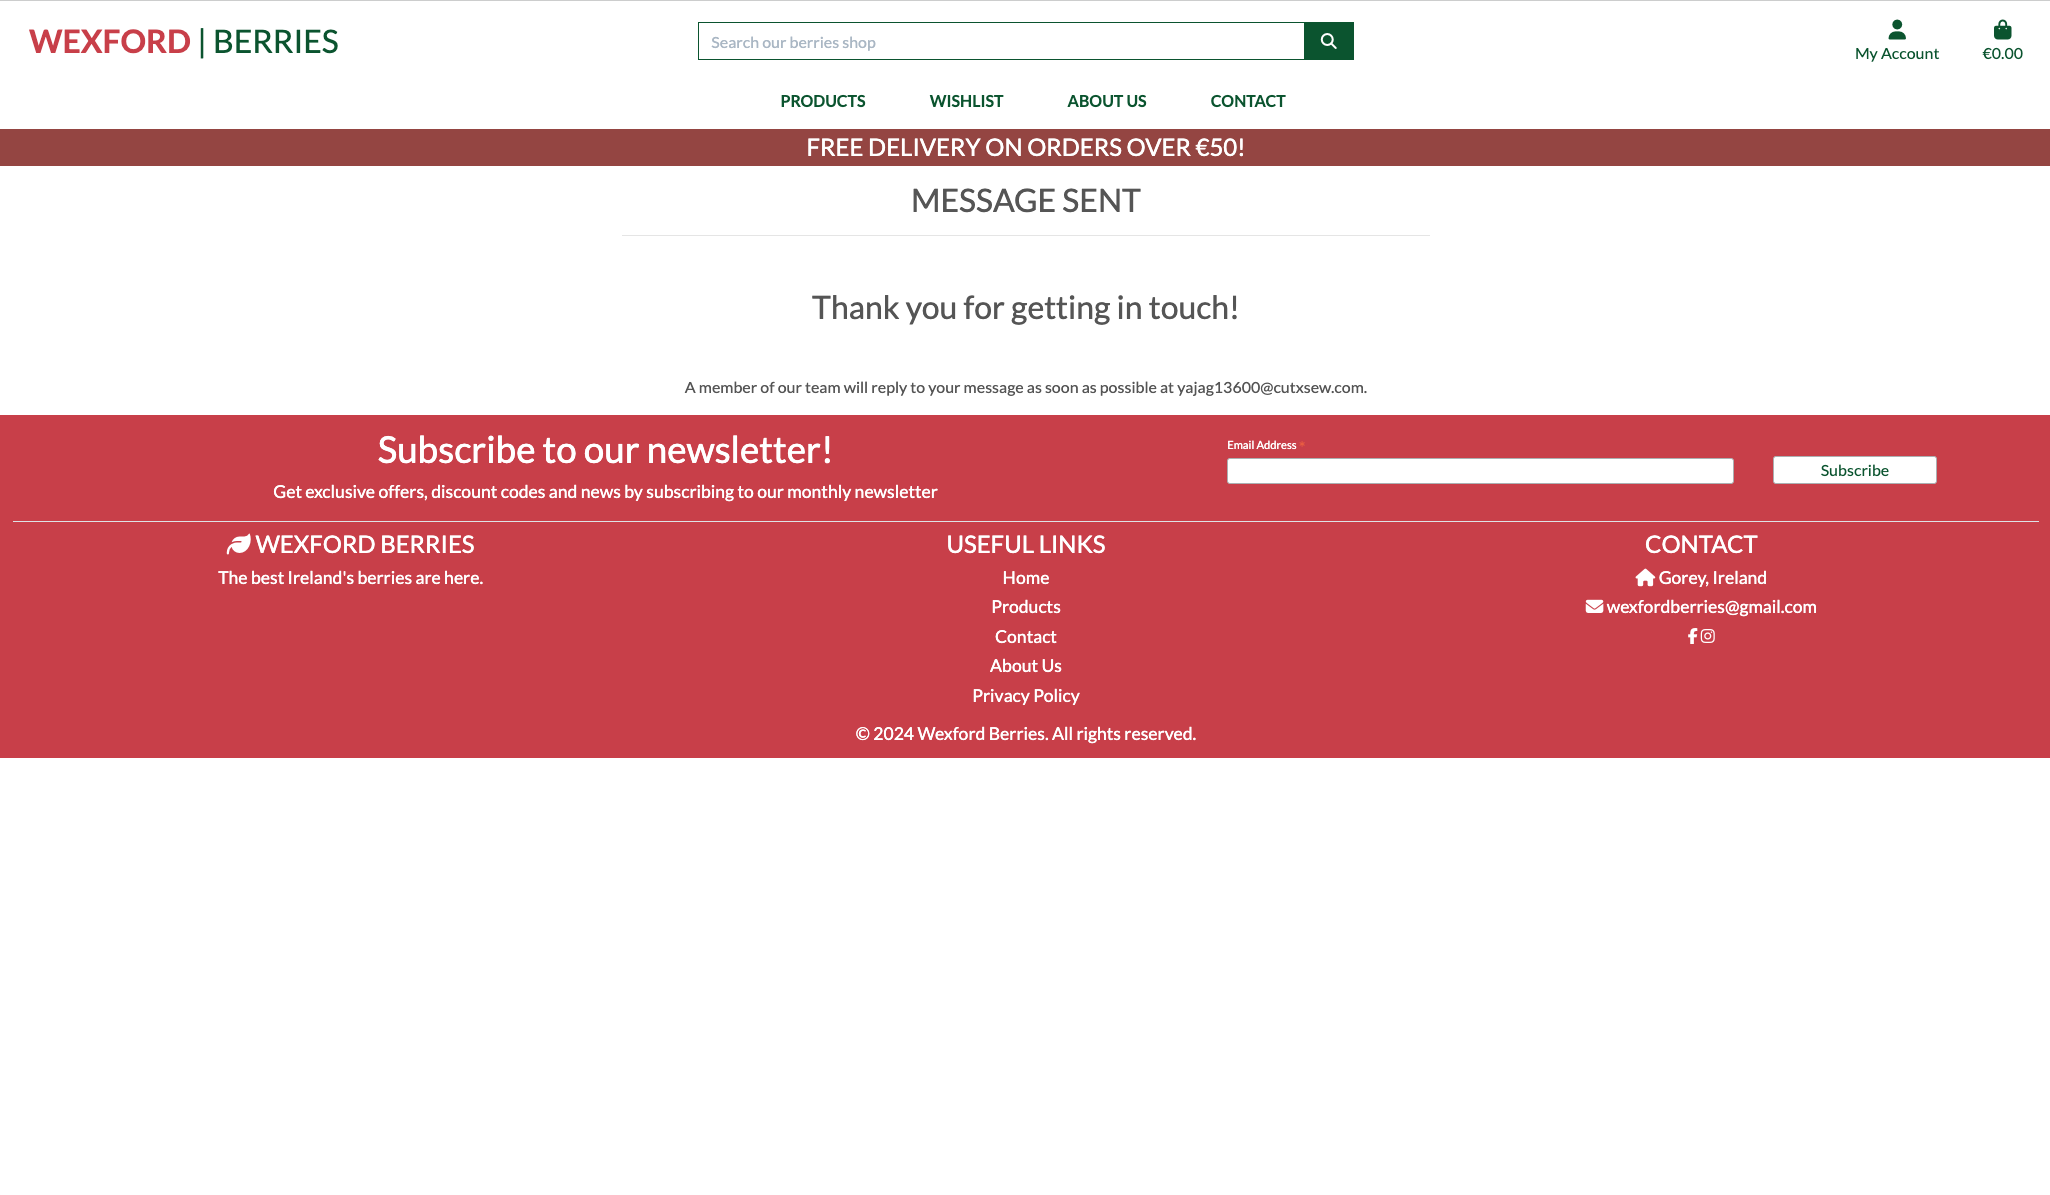 WEXFORD | BERRIES
Search our berries shop
My Account
€0.00
PRODUCTS
WISHLIST
ABOUT US
CONTACT
FREE DELIVERY ON ORDERS OVER €50!
MESSAGE SENT
Thank you for getting in touch!
A member of our team will reply to your message as soon as possible at yajag13600@cutxsew.com.
Subscribe to our newsletter!
Get exclusive offers, discount codes and news by subscribing to our monthly newsletter
Email Address *
Subscribe
WEXFORD BERRIES
The best Ireland's berries are here.
USEFUL LINKS
Home
Products
Contact
About Us
Privacy Policy
CONTACT
Gorey, Ireland
wexfordberries@gmail.com
© 2024 Wexford Berries. All rights reserved.